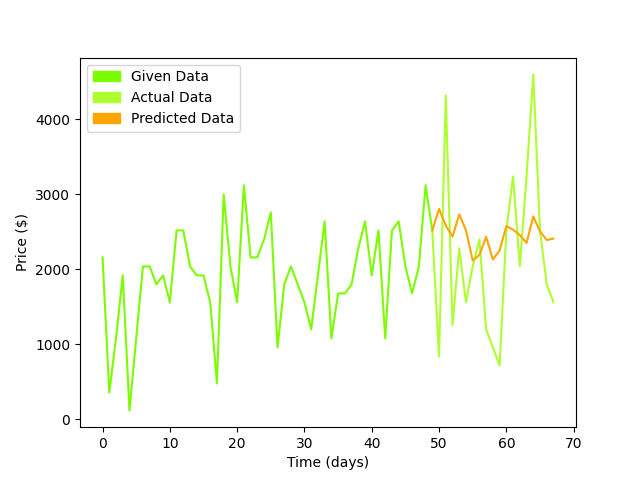 Given Data
Actual Data
Predicted Data
Price ($)
4000
3000
2000
1000
0
0 10 20 30 40 50 60 70
Time (days)